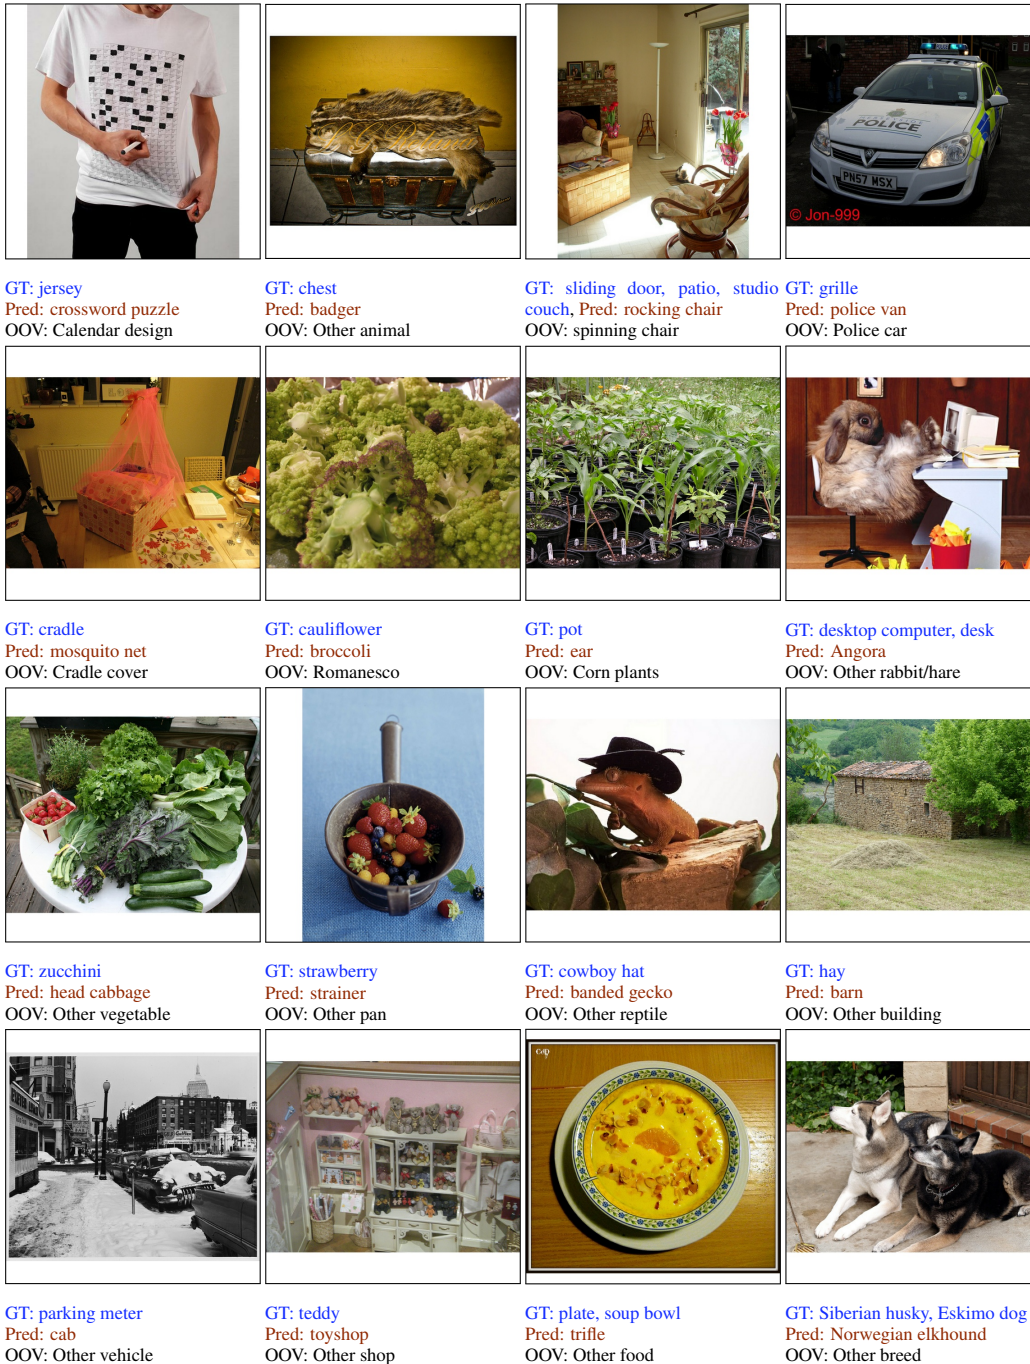 POLICE
PN57 MSX
© Jon-999
GT: jersey
Pred: crossword puzzle
OOV: Calendar design
GT: chest
Pred: badger
OOV: Other animal
GT: sliding door, patio, studio
couch, Pred: rocking chair
OOV: spinning chair
GT: grille
Pred: police van
OOV: Police car
GT: cradle
Pred: mosquito net
OOV: Cradle cover
GT: cauliflower
Pred: broccoli
OOV: Romanesco
GT: pot
Pred: ear
OOV: Corn plants
GT: desktop computer, desk
Pred: Angora
OOV: Other rabbit/hare
GT: zucchini
Pred: head cabbage
OOV: Other vegetable
GT: strawberry
Pred: strainer
OOV: Other pan
GT: cowboy hat
Pred: banded gecko
OOV: Other reptile
GT: hay
Pred: barn
OOV: Other building
GT: parking meter
Pred: cab
OOV: Other vehicle
GT: teddy
Pred: toyshop
OOV: Other shop
GT: plate, soup bowl
Pred: trifle
OOV: Other food
GT: Siberian husky, Eskimo dog
Pred: Norwegian elkhound
OOV: Other breed